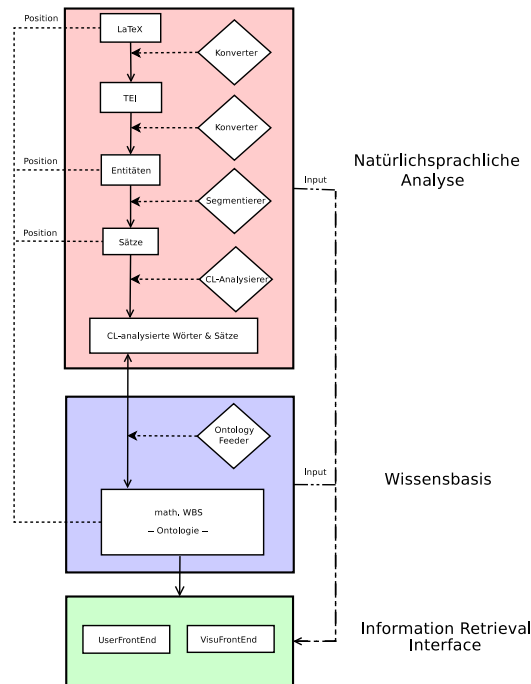 Position
LaTeX
Konverter
TEI
Konverter
Position
Entitäten
Input
Natürlichsprachliche
Analyse
Segmentierer
Position
Sätze
CL-Analysierer
CL-analysierte Wörter & Sätze
Ontology
Feeder
Input
Wissensbasis
math. WBS
— Ontologie —
UserFrontEnd
VisuFrontEnd
Information Retrieval
Interface